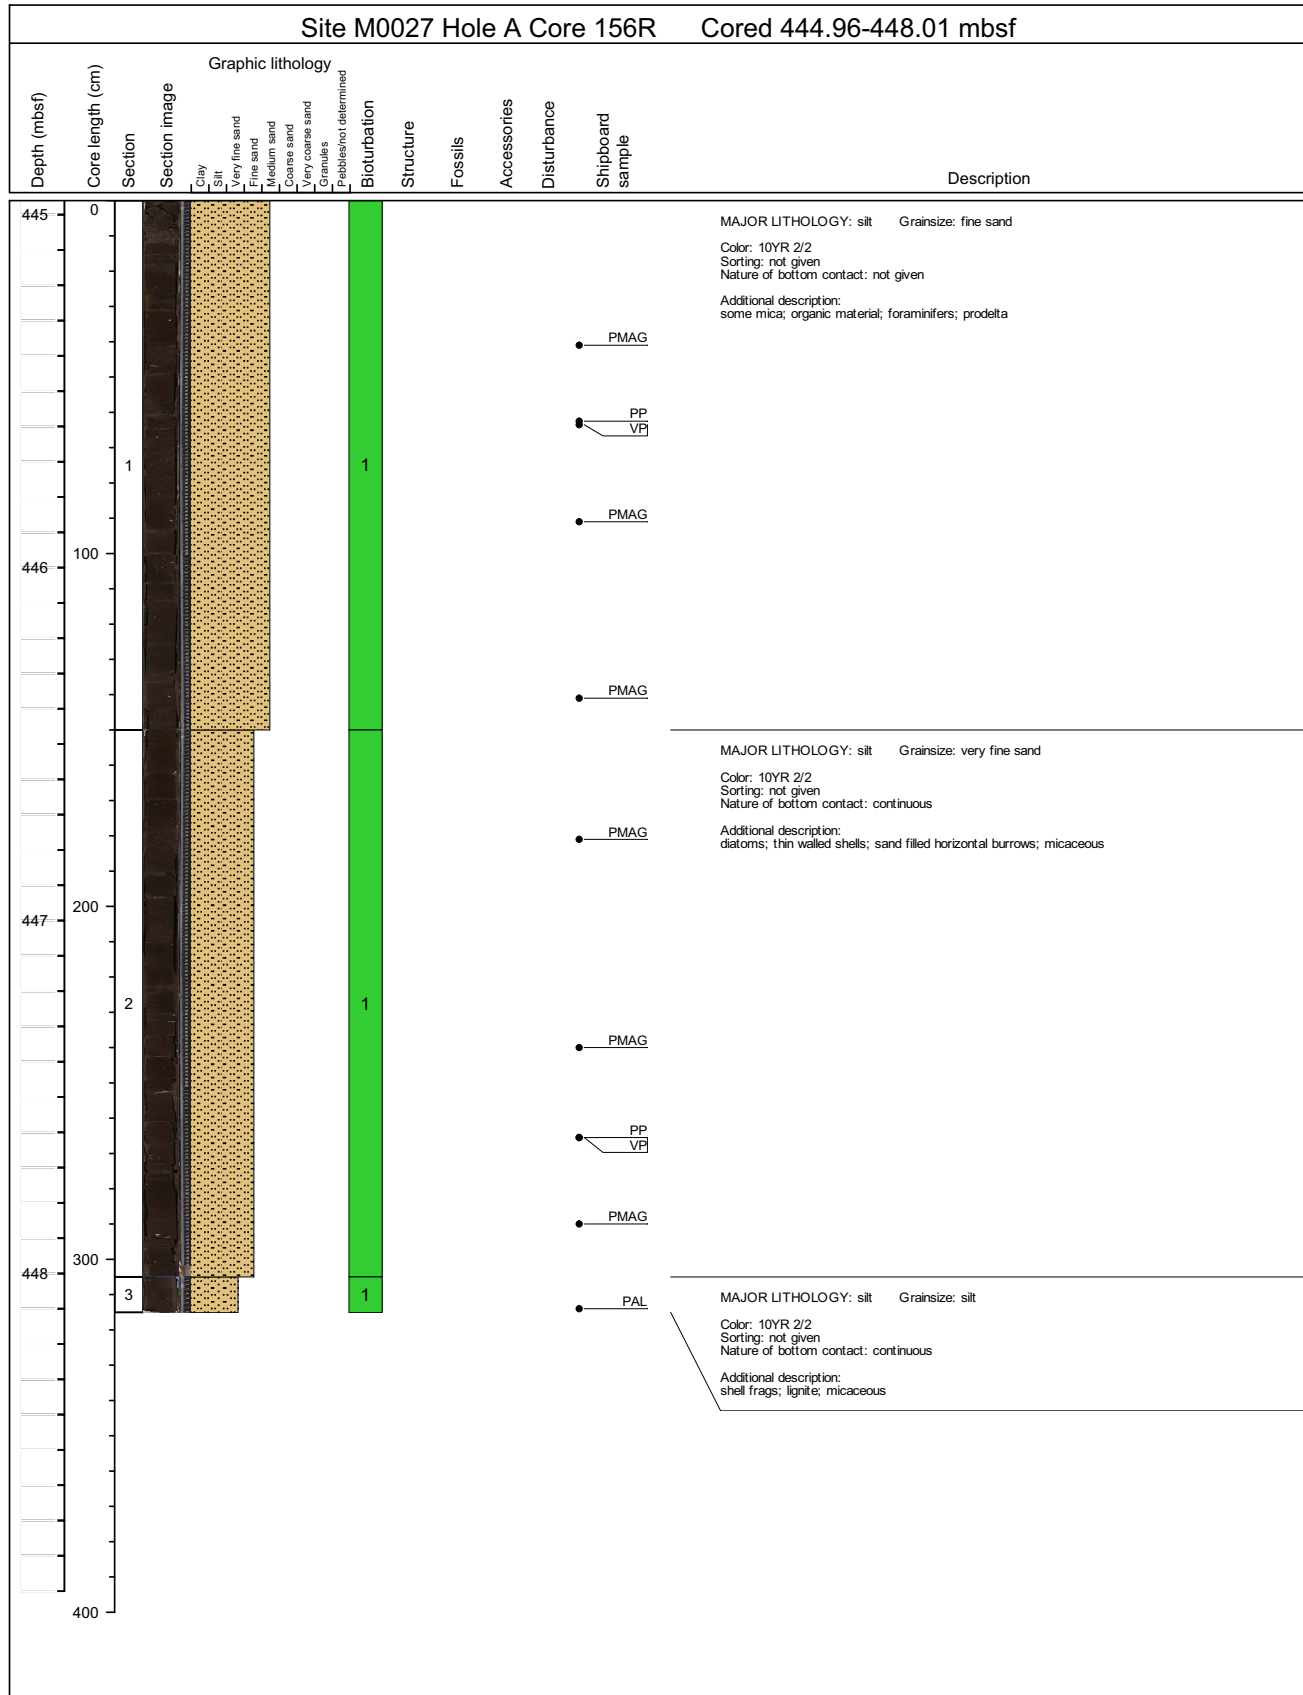 Site M0027 Hole A Core 156R Cored 444.96-448.01 mbsf
Depth (mbsf)
Core length (cm)
Section
Section image
Graphic lithology
Clay
Silt
Very fine sand
Fine sand
Medium sand
Coarse sand
Very coarse sand
Granules
Pebbles/not determined
Bioturbation
Structure
Fossils
Accessories
Disturbance
Shipboard
sample
Description
445
0
MAJOR LITHOLOGY: silt Grainsize: fine sand
Color: 10YR 2/2
Sorting: not given
Nature of bottom contact: not given
Additional description:
some mica; organic material; foraminifers; prodelta
PMAG
PP
VP
1
1
PMAG
100
446
PMAG
MAJOR LITHOLOGY: silt Grainsize: very fine sand
Color: 10YR 2/2
Sorting: not given
Nature of bottom contact: continuous
Additional description:
diatoms; thin walled shells; sand filled horizontal burrows; micaceous
PMAG
200
447
2
1
PMAG
PP
VP
PMAG
300
448
3
1
PAL
MAJOR LITHOLOGY: silt Grainsize: silt
Color: 10YR 2/2
Sorting: not given
Nature of bottom contact: continuous
Additional description:
shell frags; lignite; micaceous
400